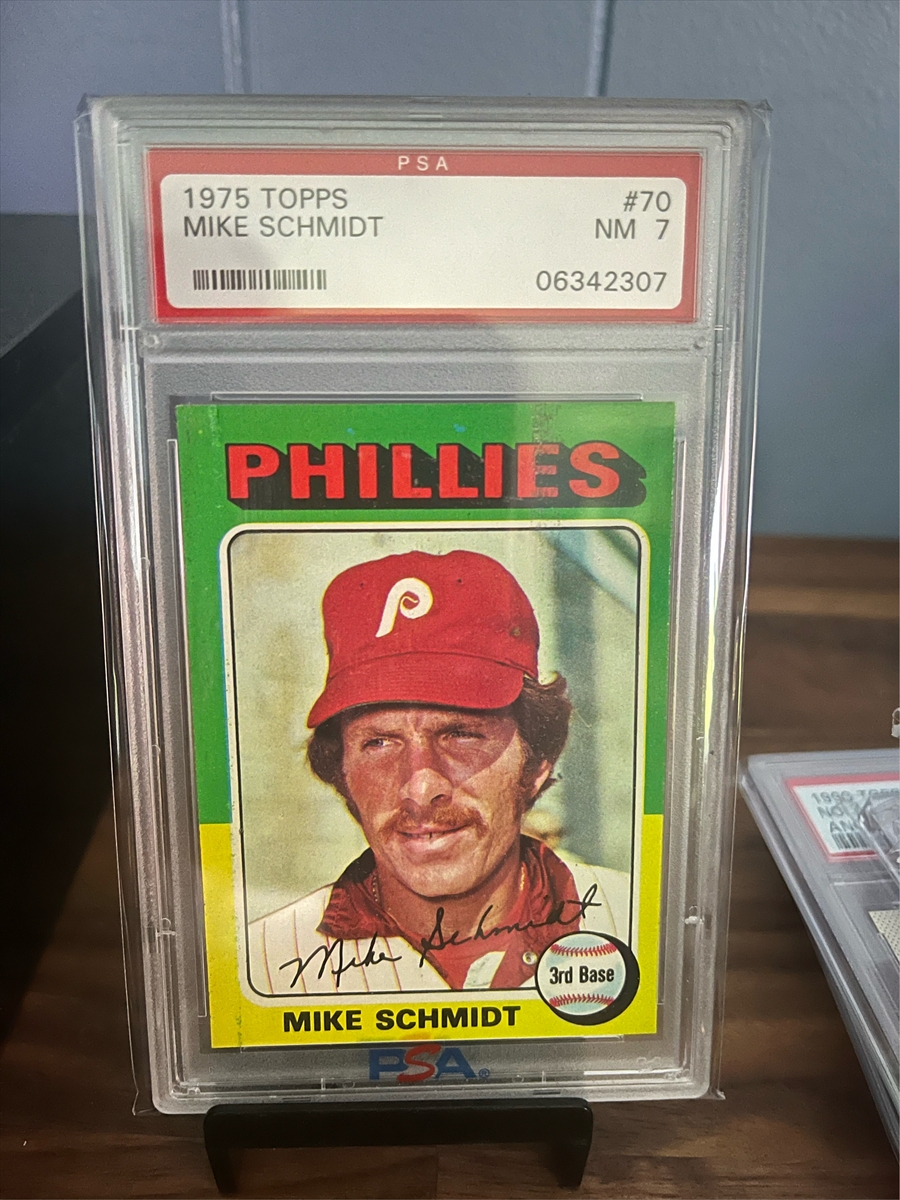 PSA
1975 TOPPS #70
MIKE SCHMIDT NM 7
06342307
PHILLIES
P
Mike Schmidt
3rd Base
MIKE SCHMIDT
PSA®